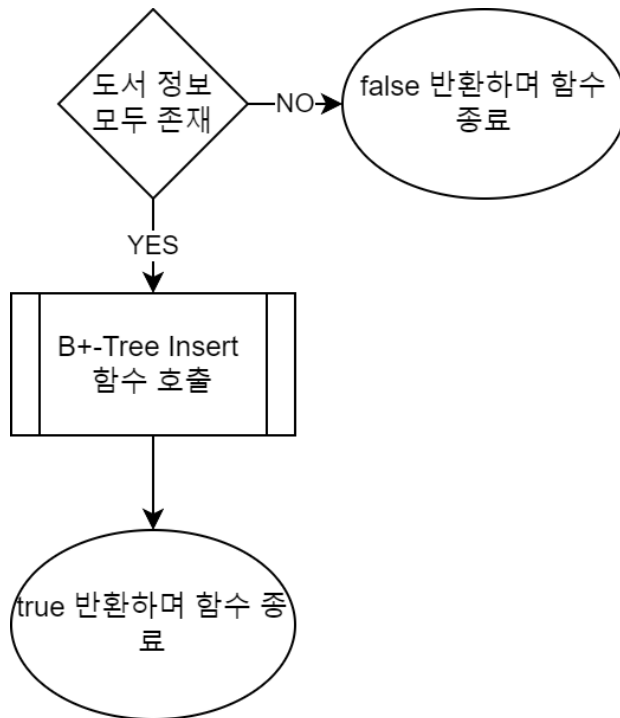 도서 정보
모두 존재
NO
false 반환하며 함수
종료
YES
B+-Tree Insert
함수 호출
true 반환하며 함수 종
료